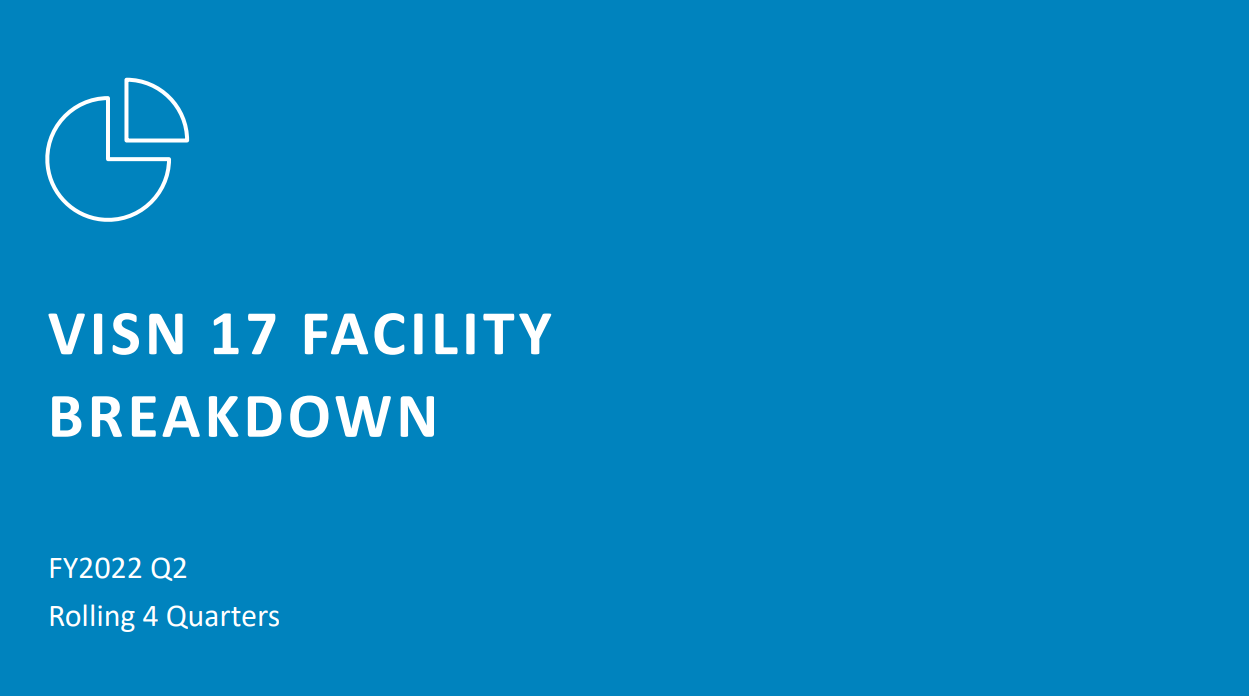 VISN 17 FACILITY
BREAKDOWN
FY2022 Q2
Rolling 4 Quarters